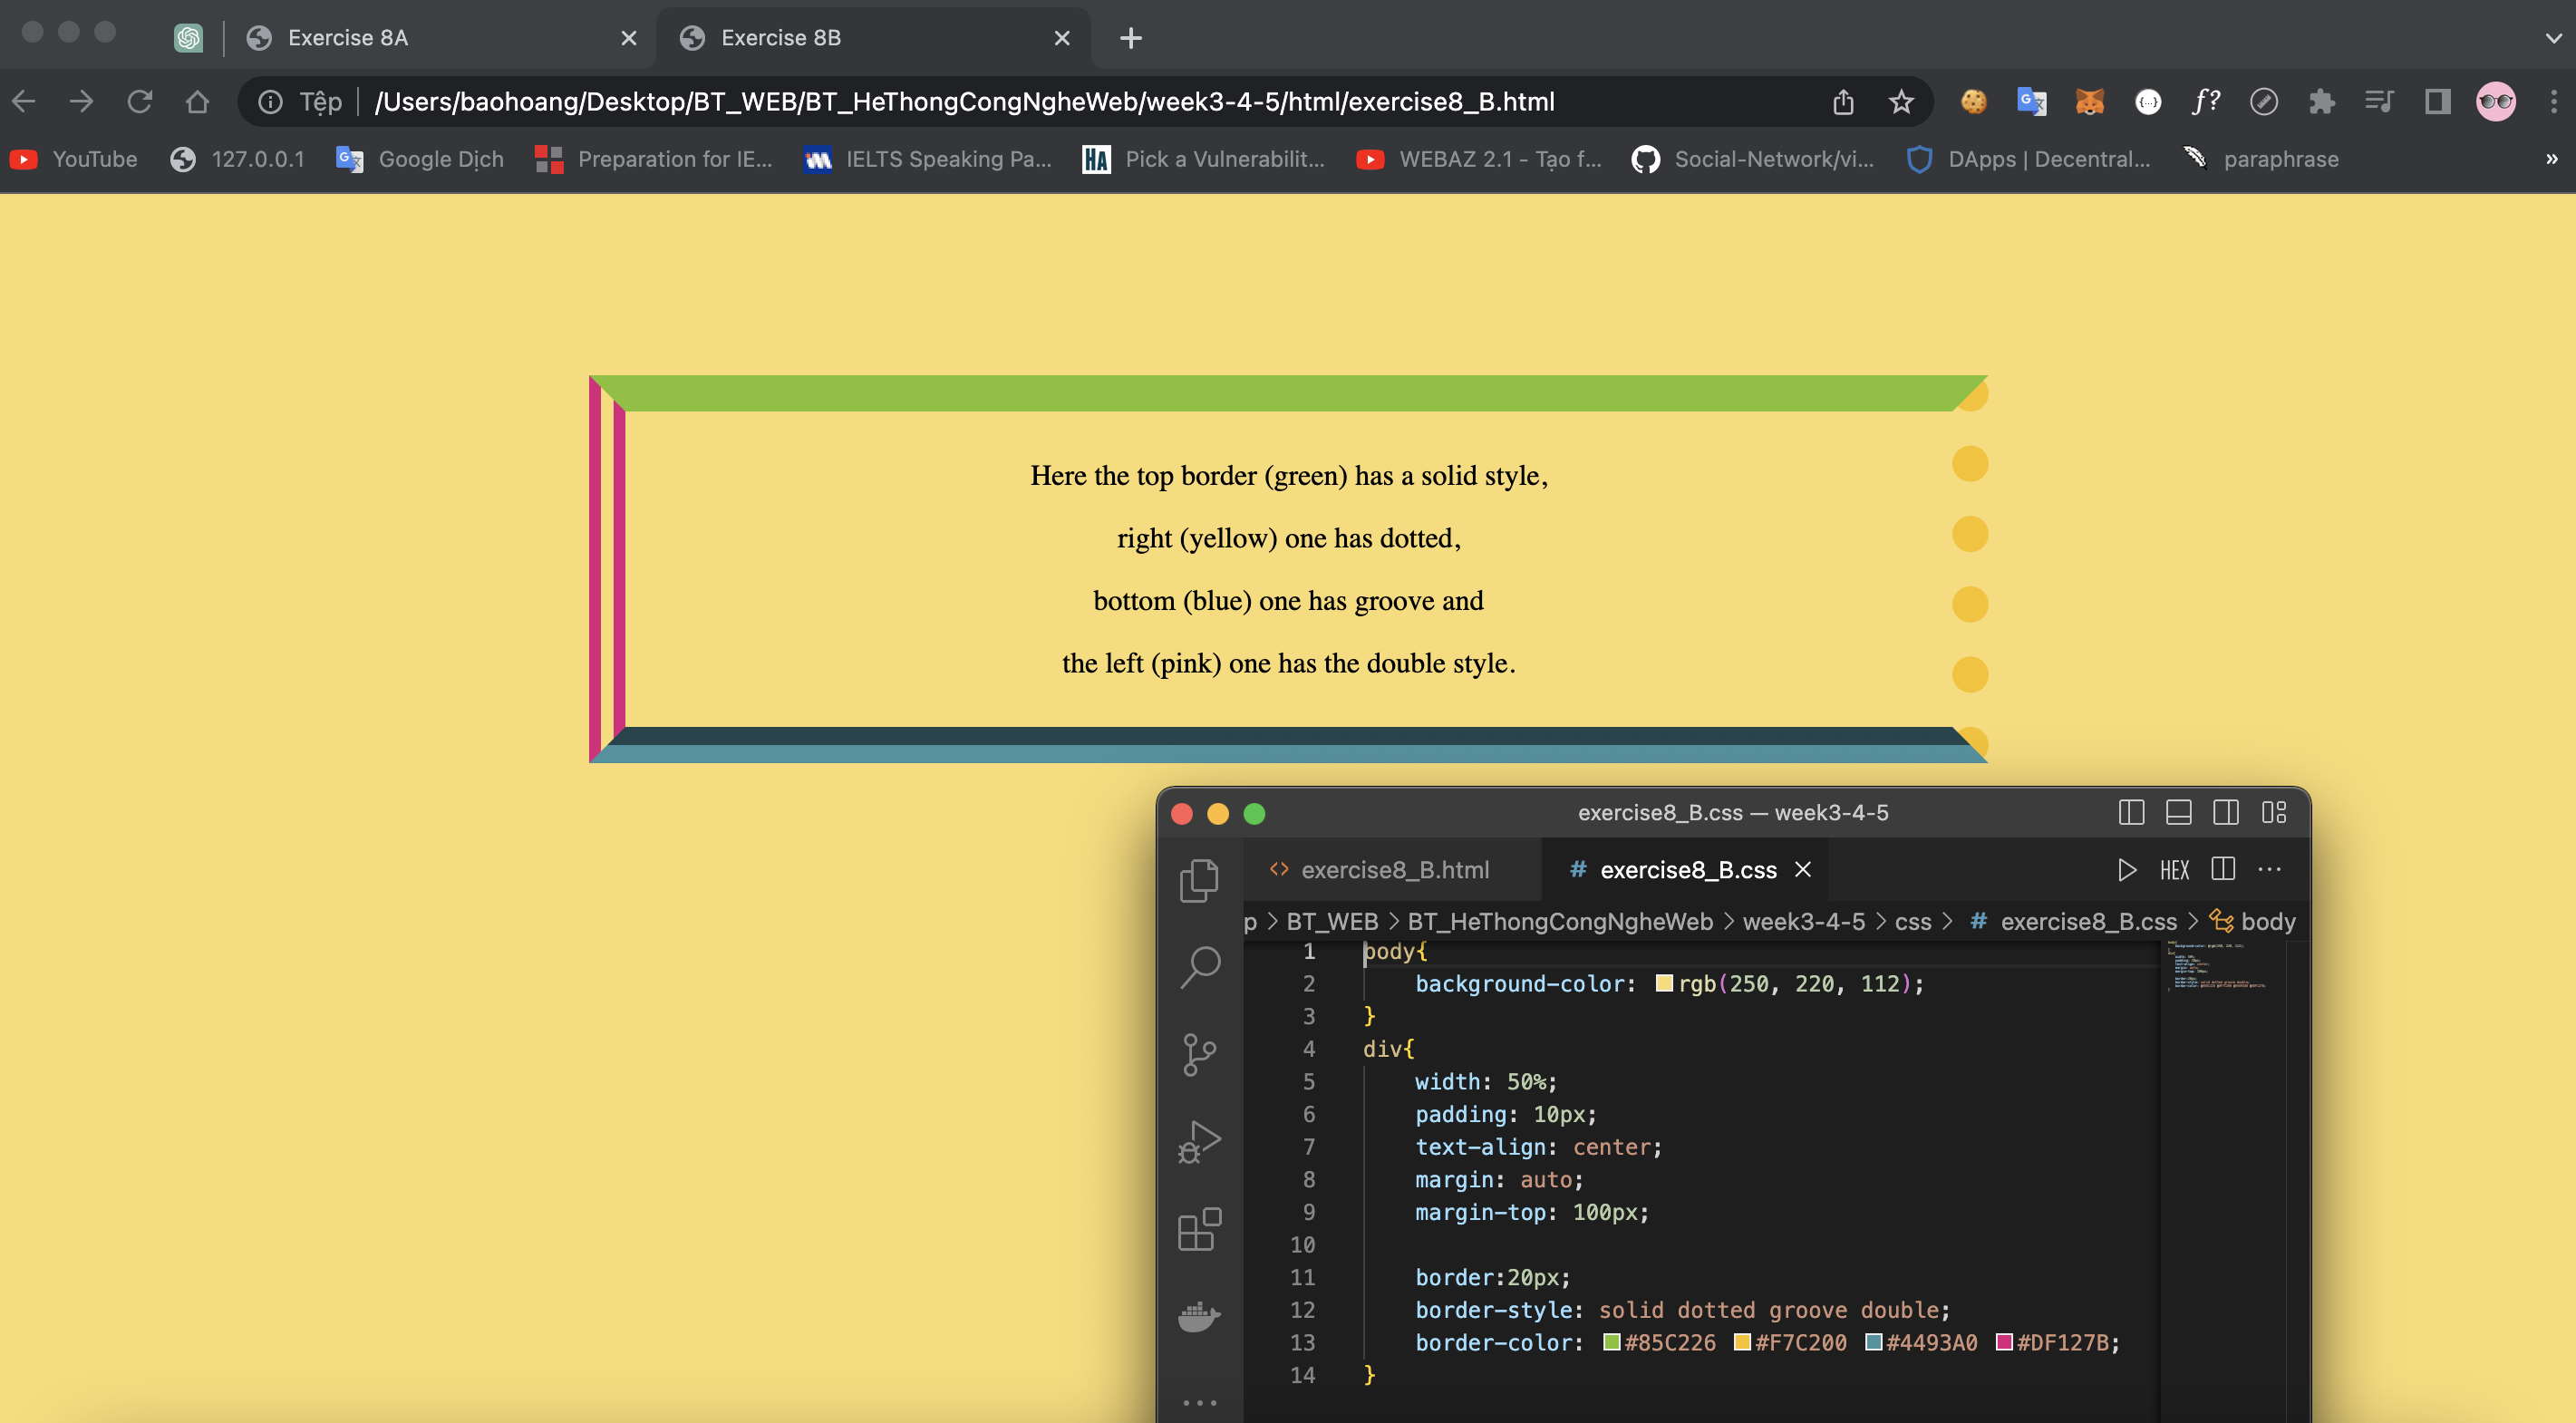 Exercise 8A
Exercise 8B
Tệp
/Users/baohoang/Desktop/BT_WEB/BT_HeThongCongNgheWeb/week3-4-5/html/exercise8_B.html
f?
YouTube
127.0.0.1
Google Dịch
Preparation for IE...
IELTS Speaking Pa...
HA Pick a Vulnerabilit...
WEBAZ 2.1 - Tạo f...
Social-Network/vi...
DApps | Decentral...
paraphrase
»
Here the top border (green) has a solid style,
right (yellow) one has dotted,
bottom (blue) one has groove and
the left (pink) one has the double style.
exercise8_B.css — week3-4-5
<> exercise8_B.html
# exercise8_B.css
HEX
p > BT_WEB > BT_HeThongCongNgheWeb > week3-4-5 > css > # exercise8_B.css > body
1 body{
2 background-color: rgb(250, 220, 112);
3 }
4 div{
5 width: 50%;
6 padding: 10px;
7 text-align: center;
8 margin: auto;
9 margin-top: 100px;
10
11 border:20px;
12 border-style: solid dotted groove double;
13 border-color: #85C226 #F7C200 #4493A0 #DF127B;
14 }